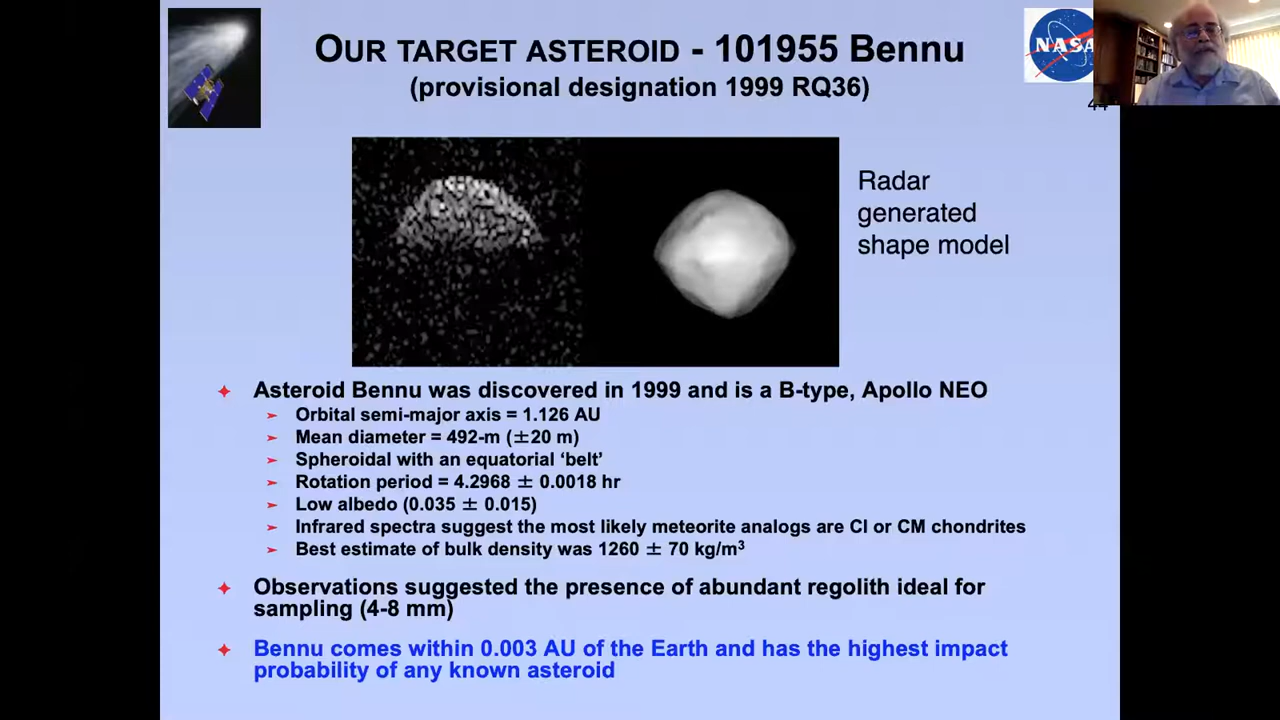 OUR TARGET ASTEROID - 101955 Bennu
(provisional designation 1999 RQ36)
NASA
44
Radar
generated
shape model
Asteroid Bennu was discovered in 1999 and is a B-type, Apollo NEO
Orbital semi-major axis = 1.126 AU
Mean diameter = 492-m (±20 m)
Spheroidal with an equatorial ‘belt’
Rotation period = 4.2968 ± 0.0018 hr
Low albedo (0.035 ± 0.015)
Infrared spectra suggest the most likely meteorite analogs are CI or CM chondrites
Best estimate of bulk density was 1260 ± 70 kg/m³
Observations suggested the presence of abundant regolith ideal for
sampling (4-8 mm)
Bennu comes within 0.003 AU of the Earth and has the highest impact
probability of any known asteroid